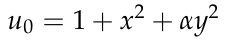 u₀ = 1 + x² + αy²